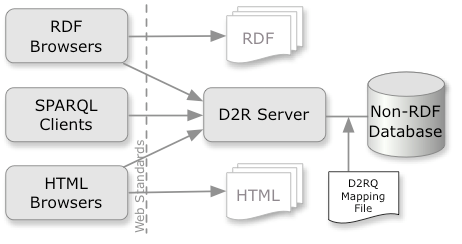 RDF
Browsers
RDF
SPARQL
Clients
D2R Server
Non-RDF
Database
Web Standards
HTML
Browsers
HTML
D2RQ
Mapping
File